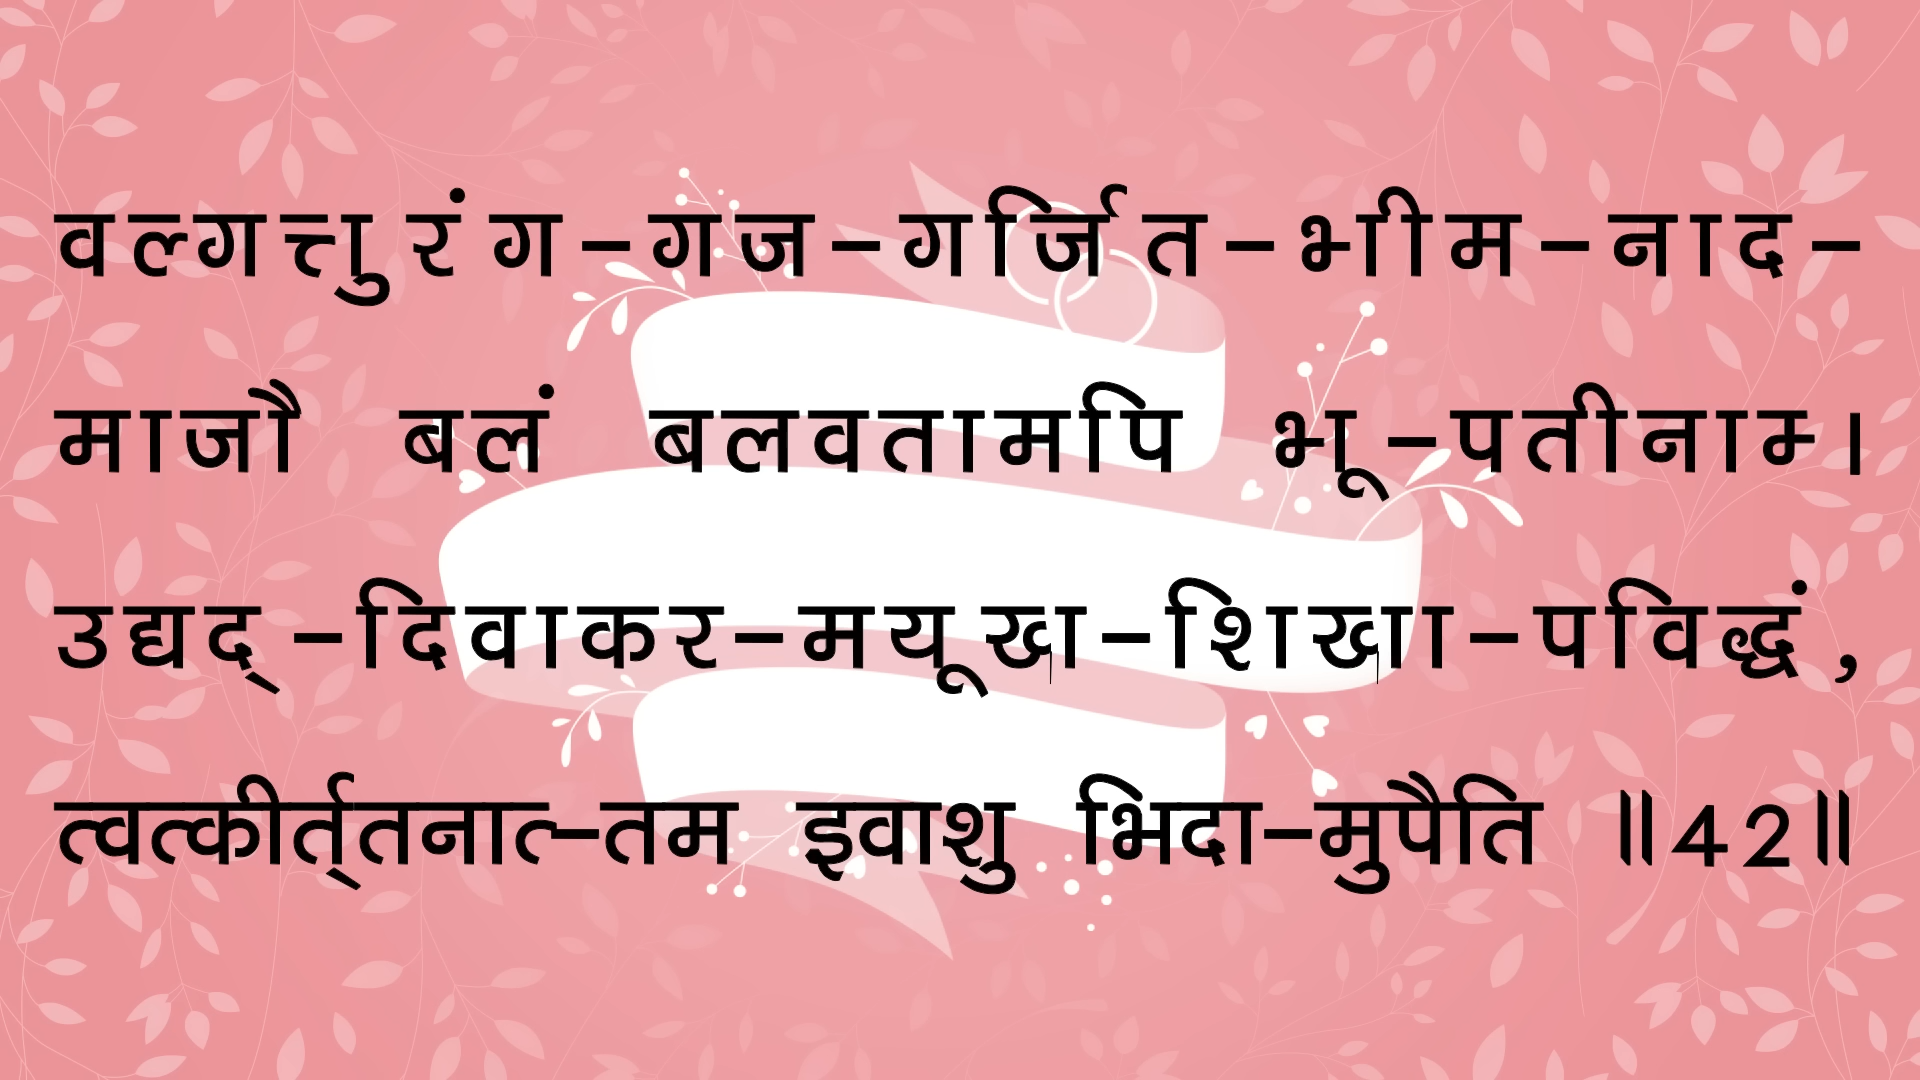 वल्गत्तुरंग-गज-गर्जित-भीम-नाद-
माजौ बलं बलवतामपि भू-पतीनाम।
उद्यद्-दिवाकर-मयूखा-शिखाा-पविद्धं,
त्वत्कीर्त्तनात्-तम इवाशु भिदा-मुपैति ॥42॥